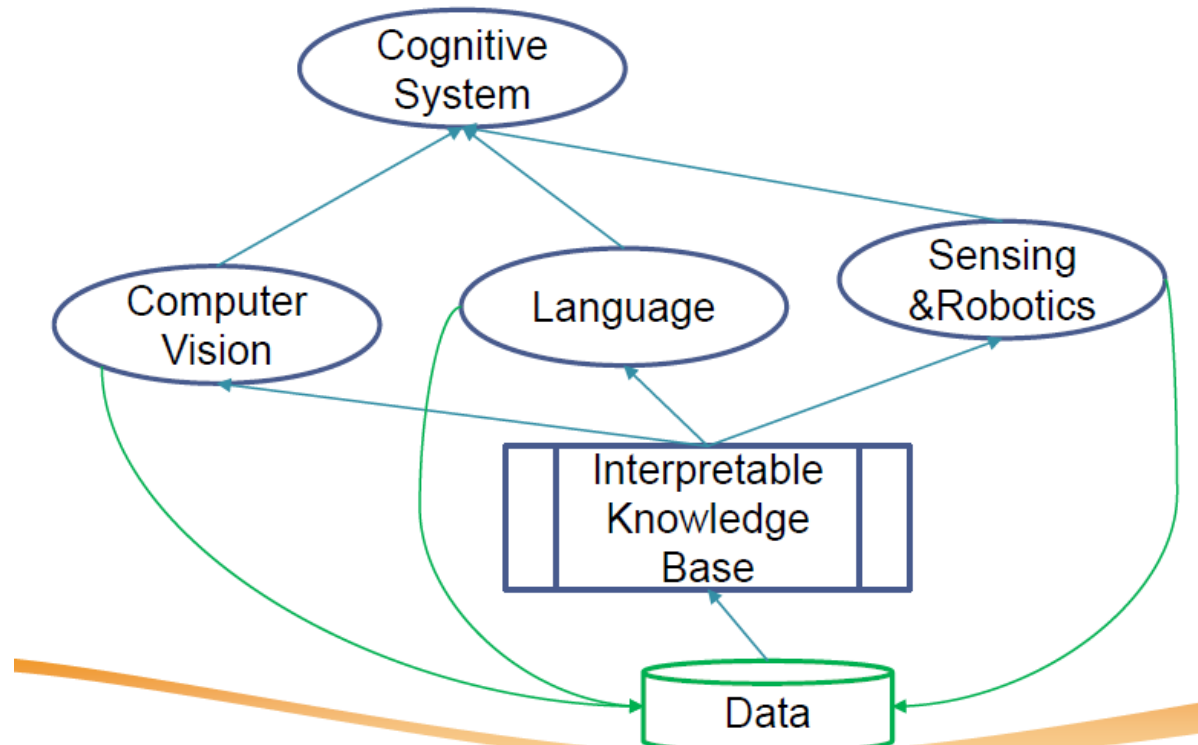 Cognitive
System
Computer
Vision
Language
Sensing
&Robotics
Interpretable
Knowledge
Base
Data